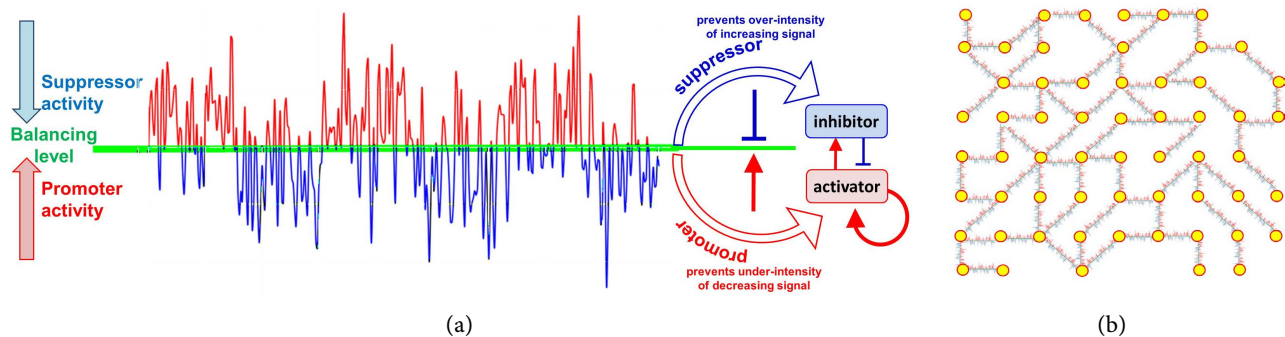 Suppressor
activity
Balancing
level
Promoter
activity
prevents over-intensity
of increasing signal
suppressor
inhibitor
activator
promoter
prevents under-intensity
of decreasing signal
(a)
(b)